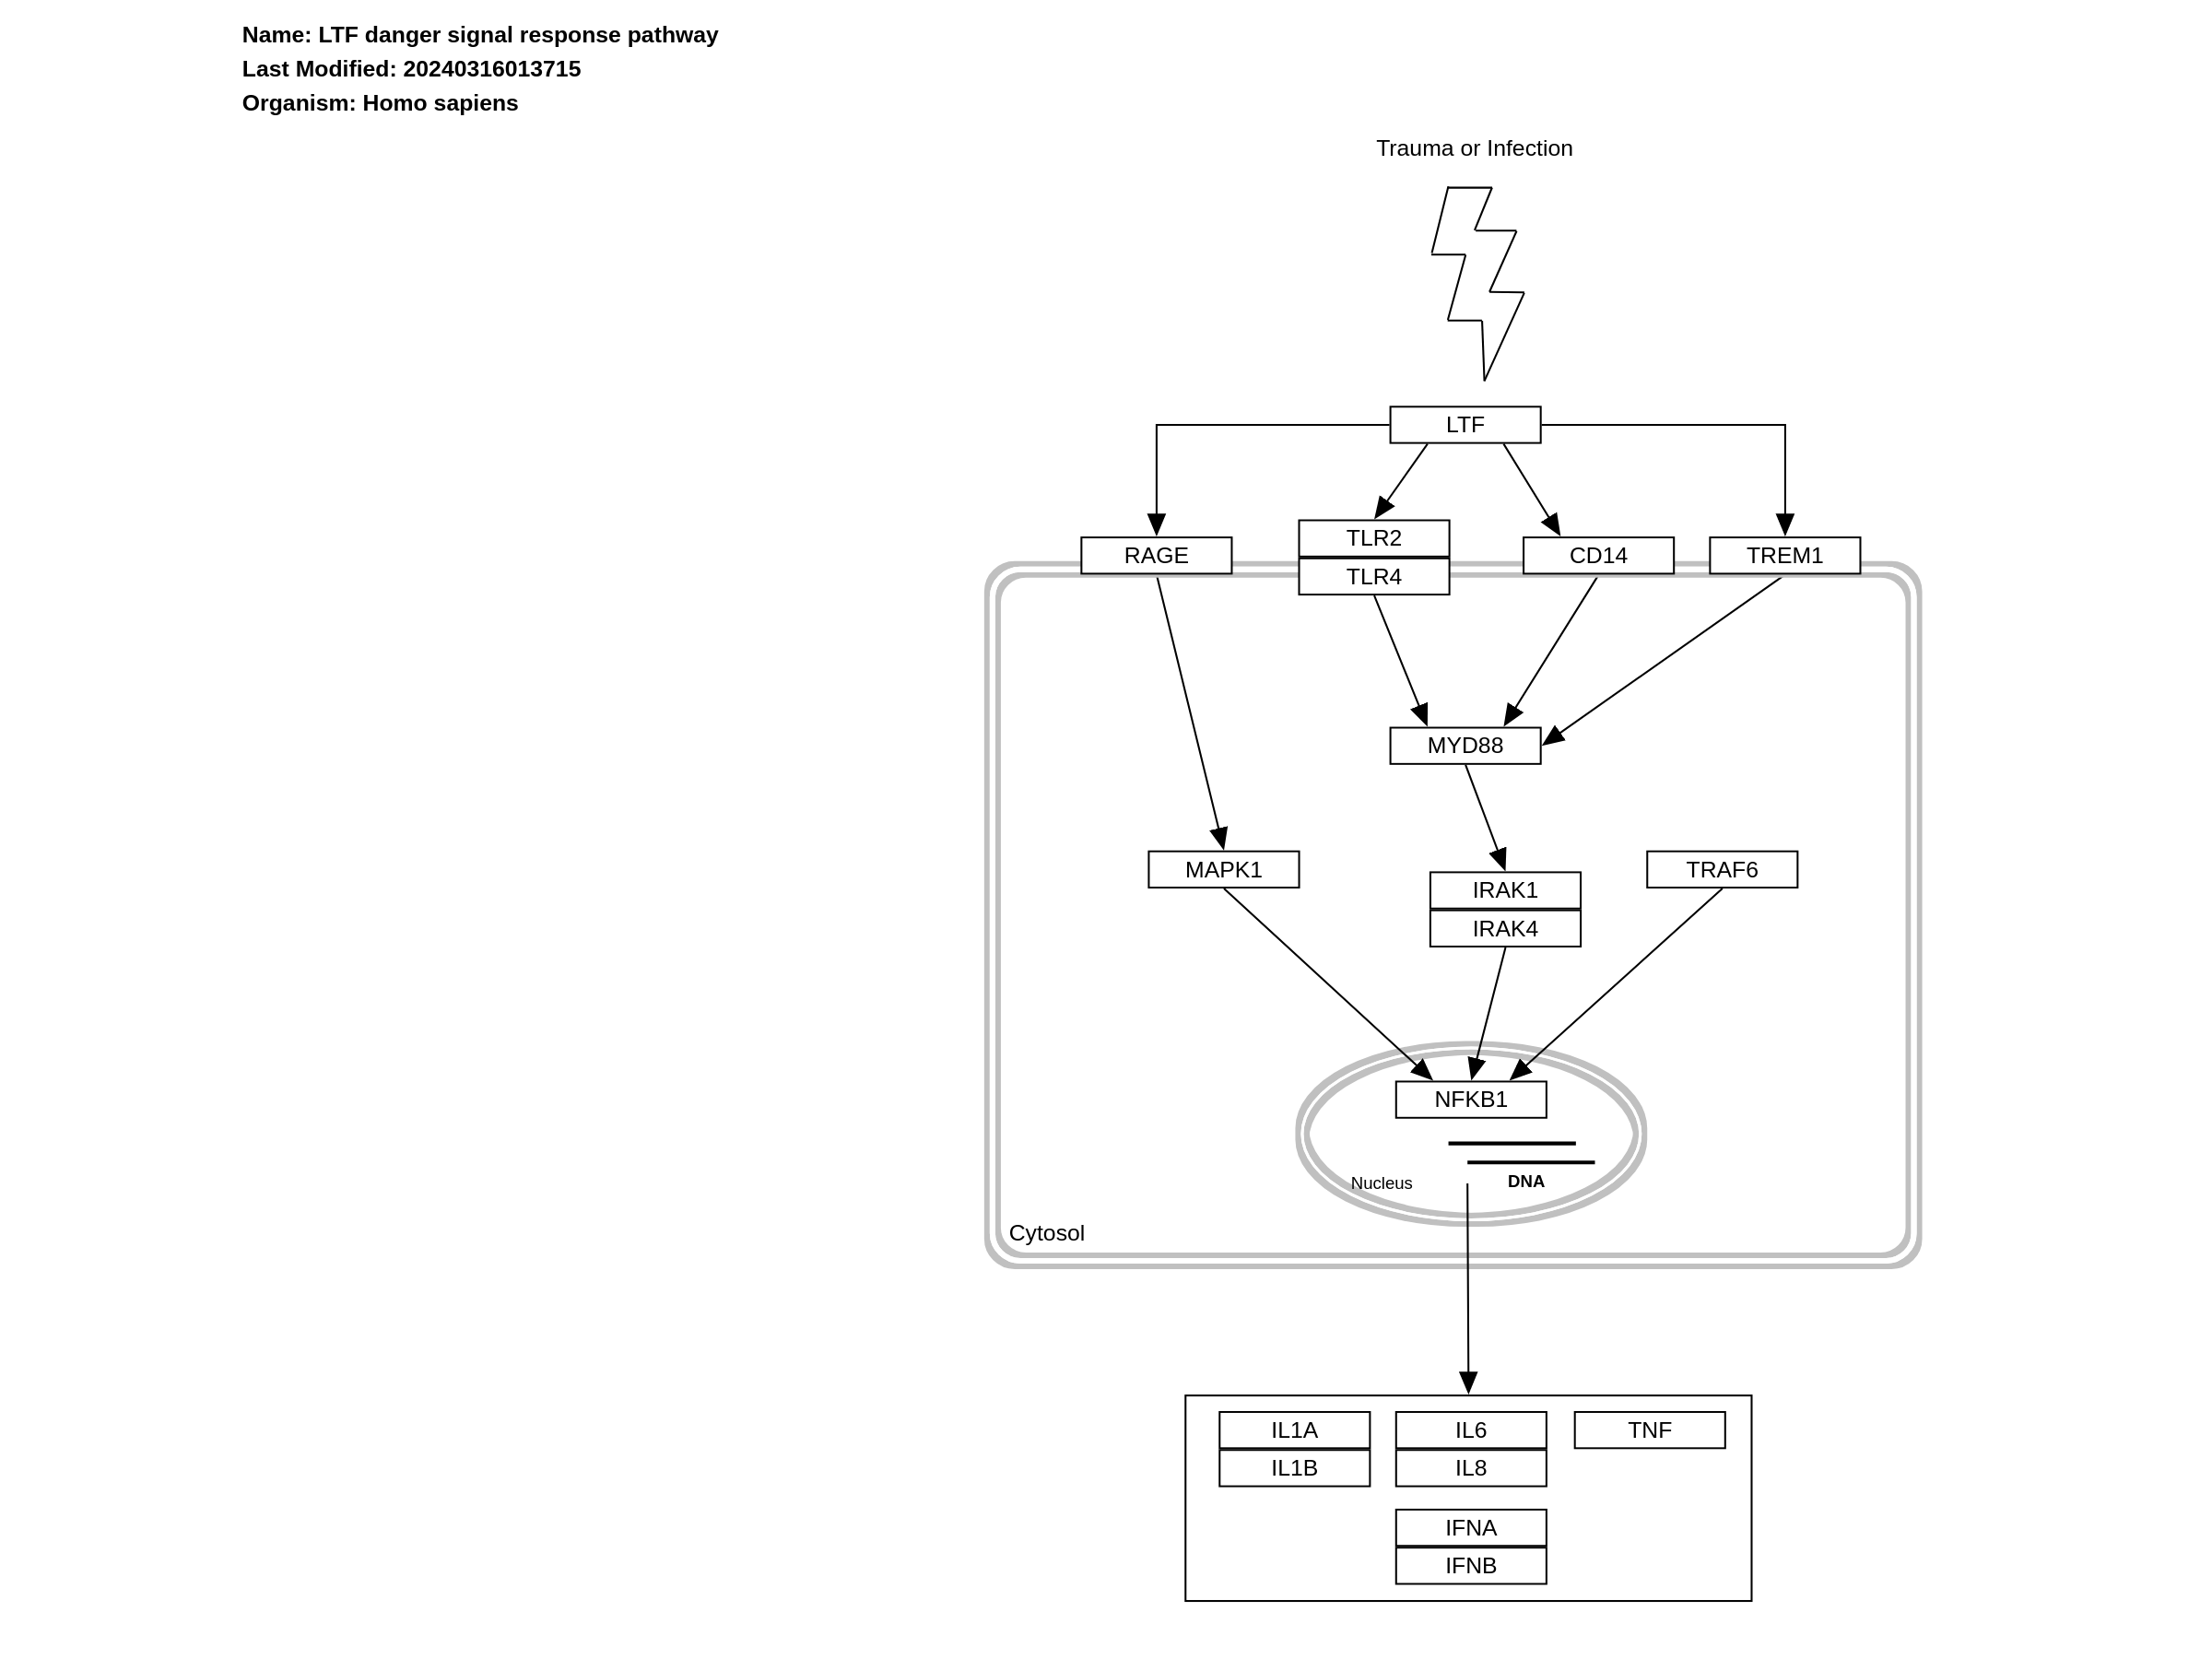 Name: LTF danger signal response pathway
Last Modified: 20240316013715
Organism: Homo sapiens
Trauma or Infection
LTF
RAGE
TLR2
TLR4
CD14
TREM1
MYD88
MAPK1
IRAK1
IRAK4
TRAF6
NFKB1
Nucleus
DNA
Cytosol
IL1A
IL1B
IL6
IL8
TNF
IFNA
IFNB